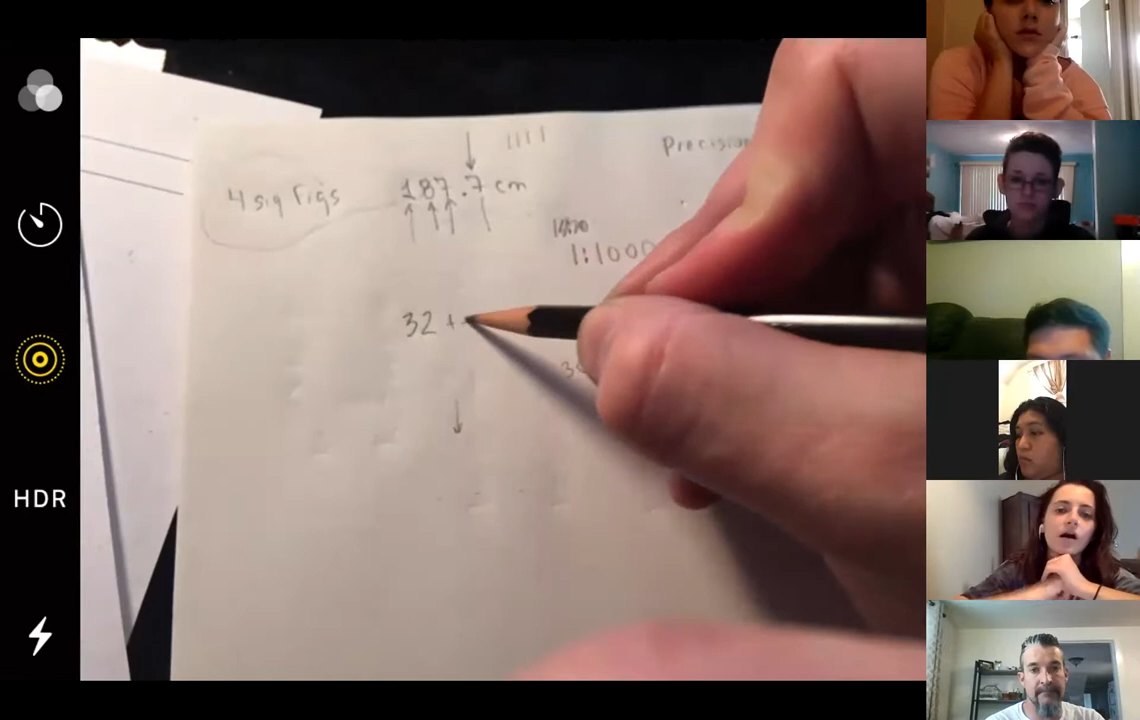 HDR
Precision
4 sig figs 187.7 cm
1:1000
32 +